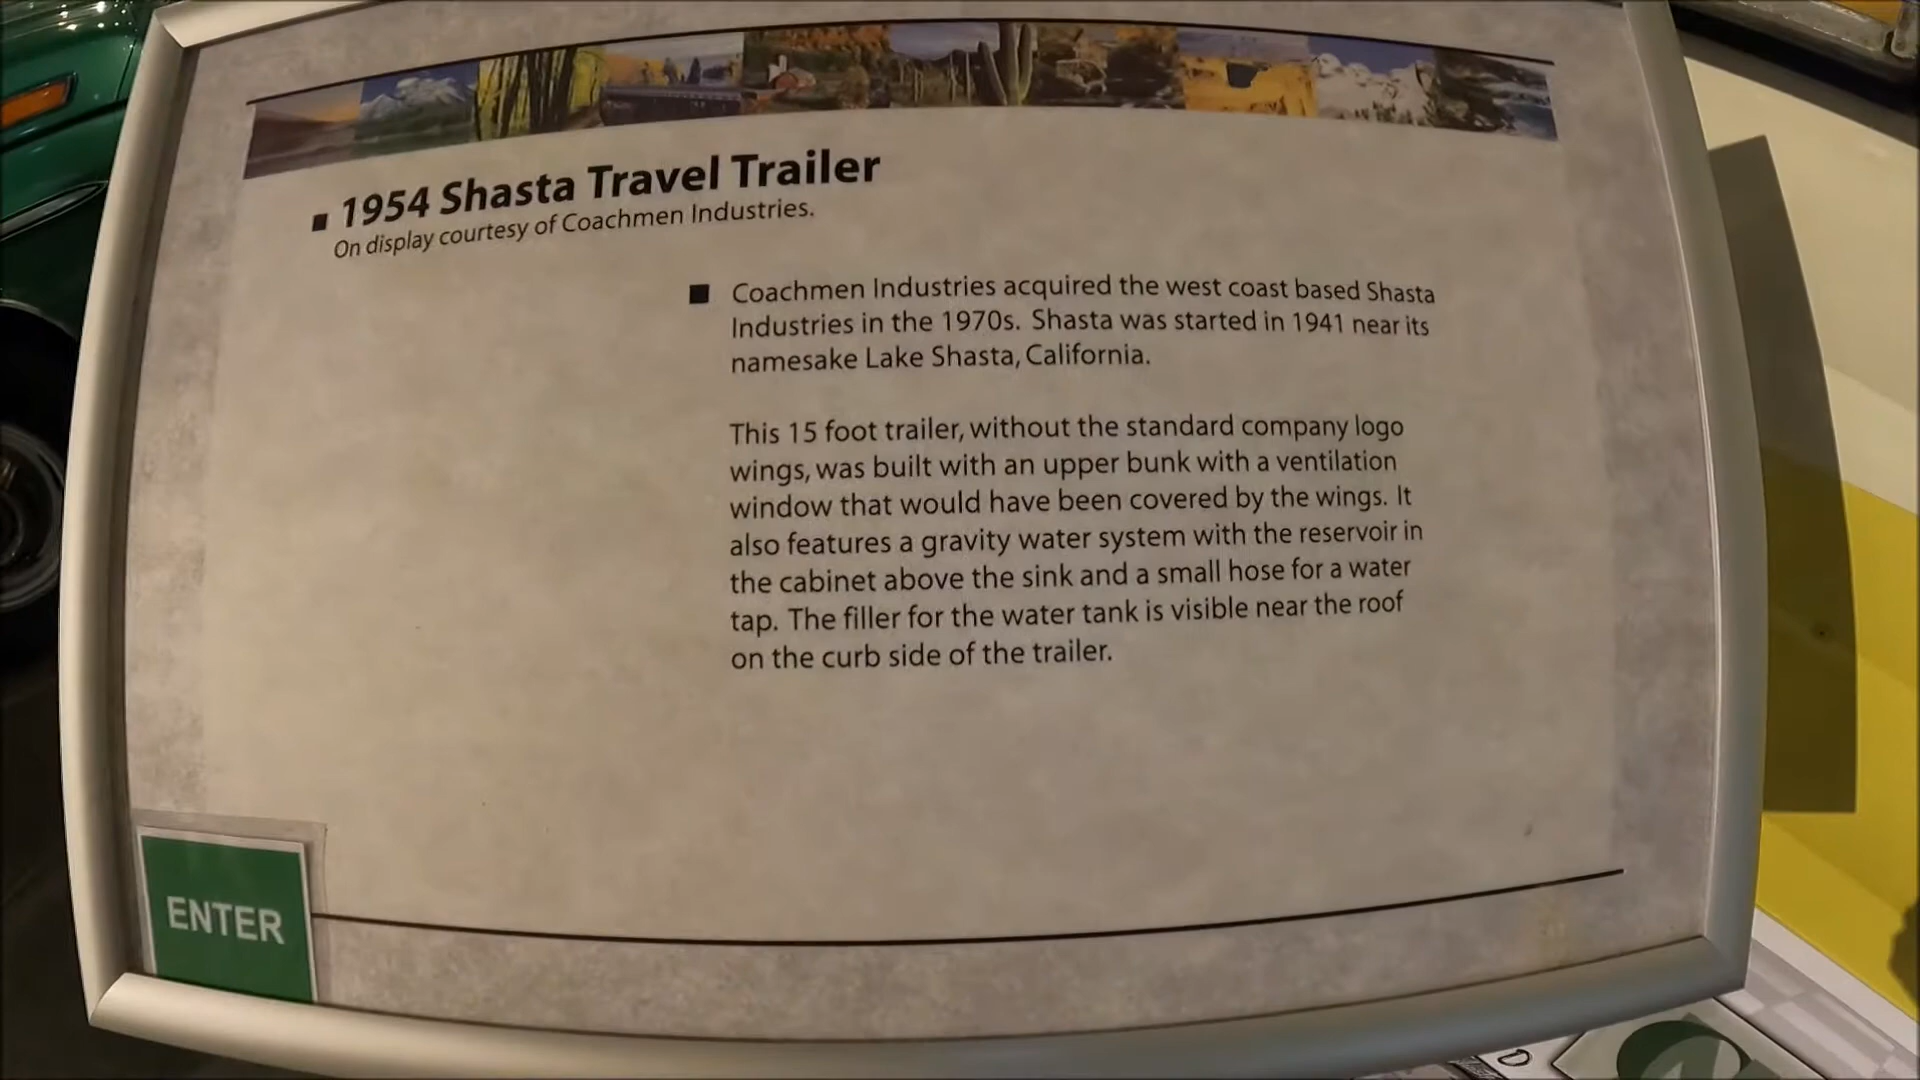 1954 Shasta Travel Trailer
On display courtesy of Coachmen Industries.
Coachmen Industries acquired the west coast based Shasta
Industries in the 1970s. Shasta was started in 1941 near its
namesake Lake Shasta, California.
This 15 foot trailer, without the standard company logo
wings, was built with an upper bunk with a ventilation
window that would have been covered by the wings. It
also features a gravity water system with the reservoir in
the cabinet above the sink and a small hose for a water
tap. The filler for the water tank is visible near the roof
on the curb side of the trailer.
ENTER
D